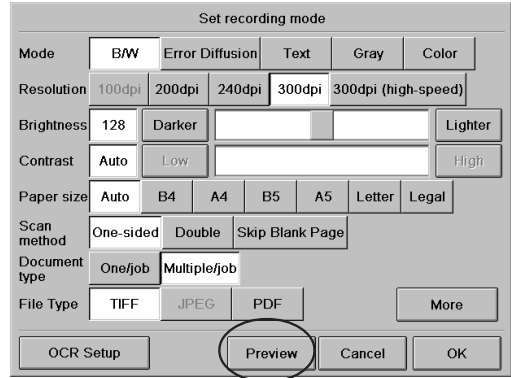 Set recording mode
Mode B/W Error Diffusion Text Gray Color
Resolution 100dpi 200dpi 240dpi 300dpi 300dpi (high-speed)
Brightness 128 Darker Lighter
Contrast Auto Low High
Paper size Auto B4 A4 B5 A5 Letter Legal
Scan
method One-sided Double Skip Blank Page
Document
type One/job Multiple/job
File Type TIFF JPEG PDF More
OCR Setup Preview Cancel OK